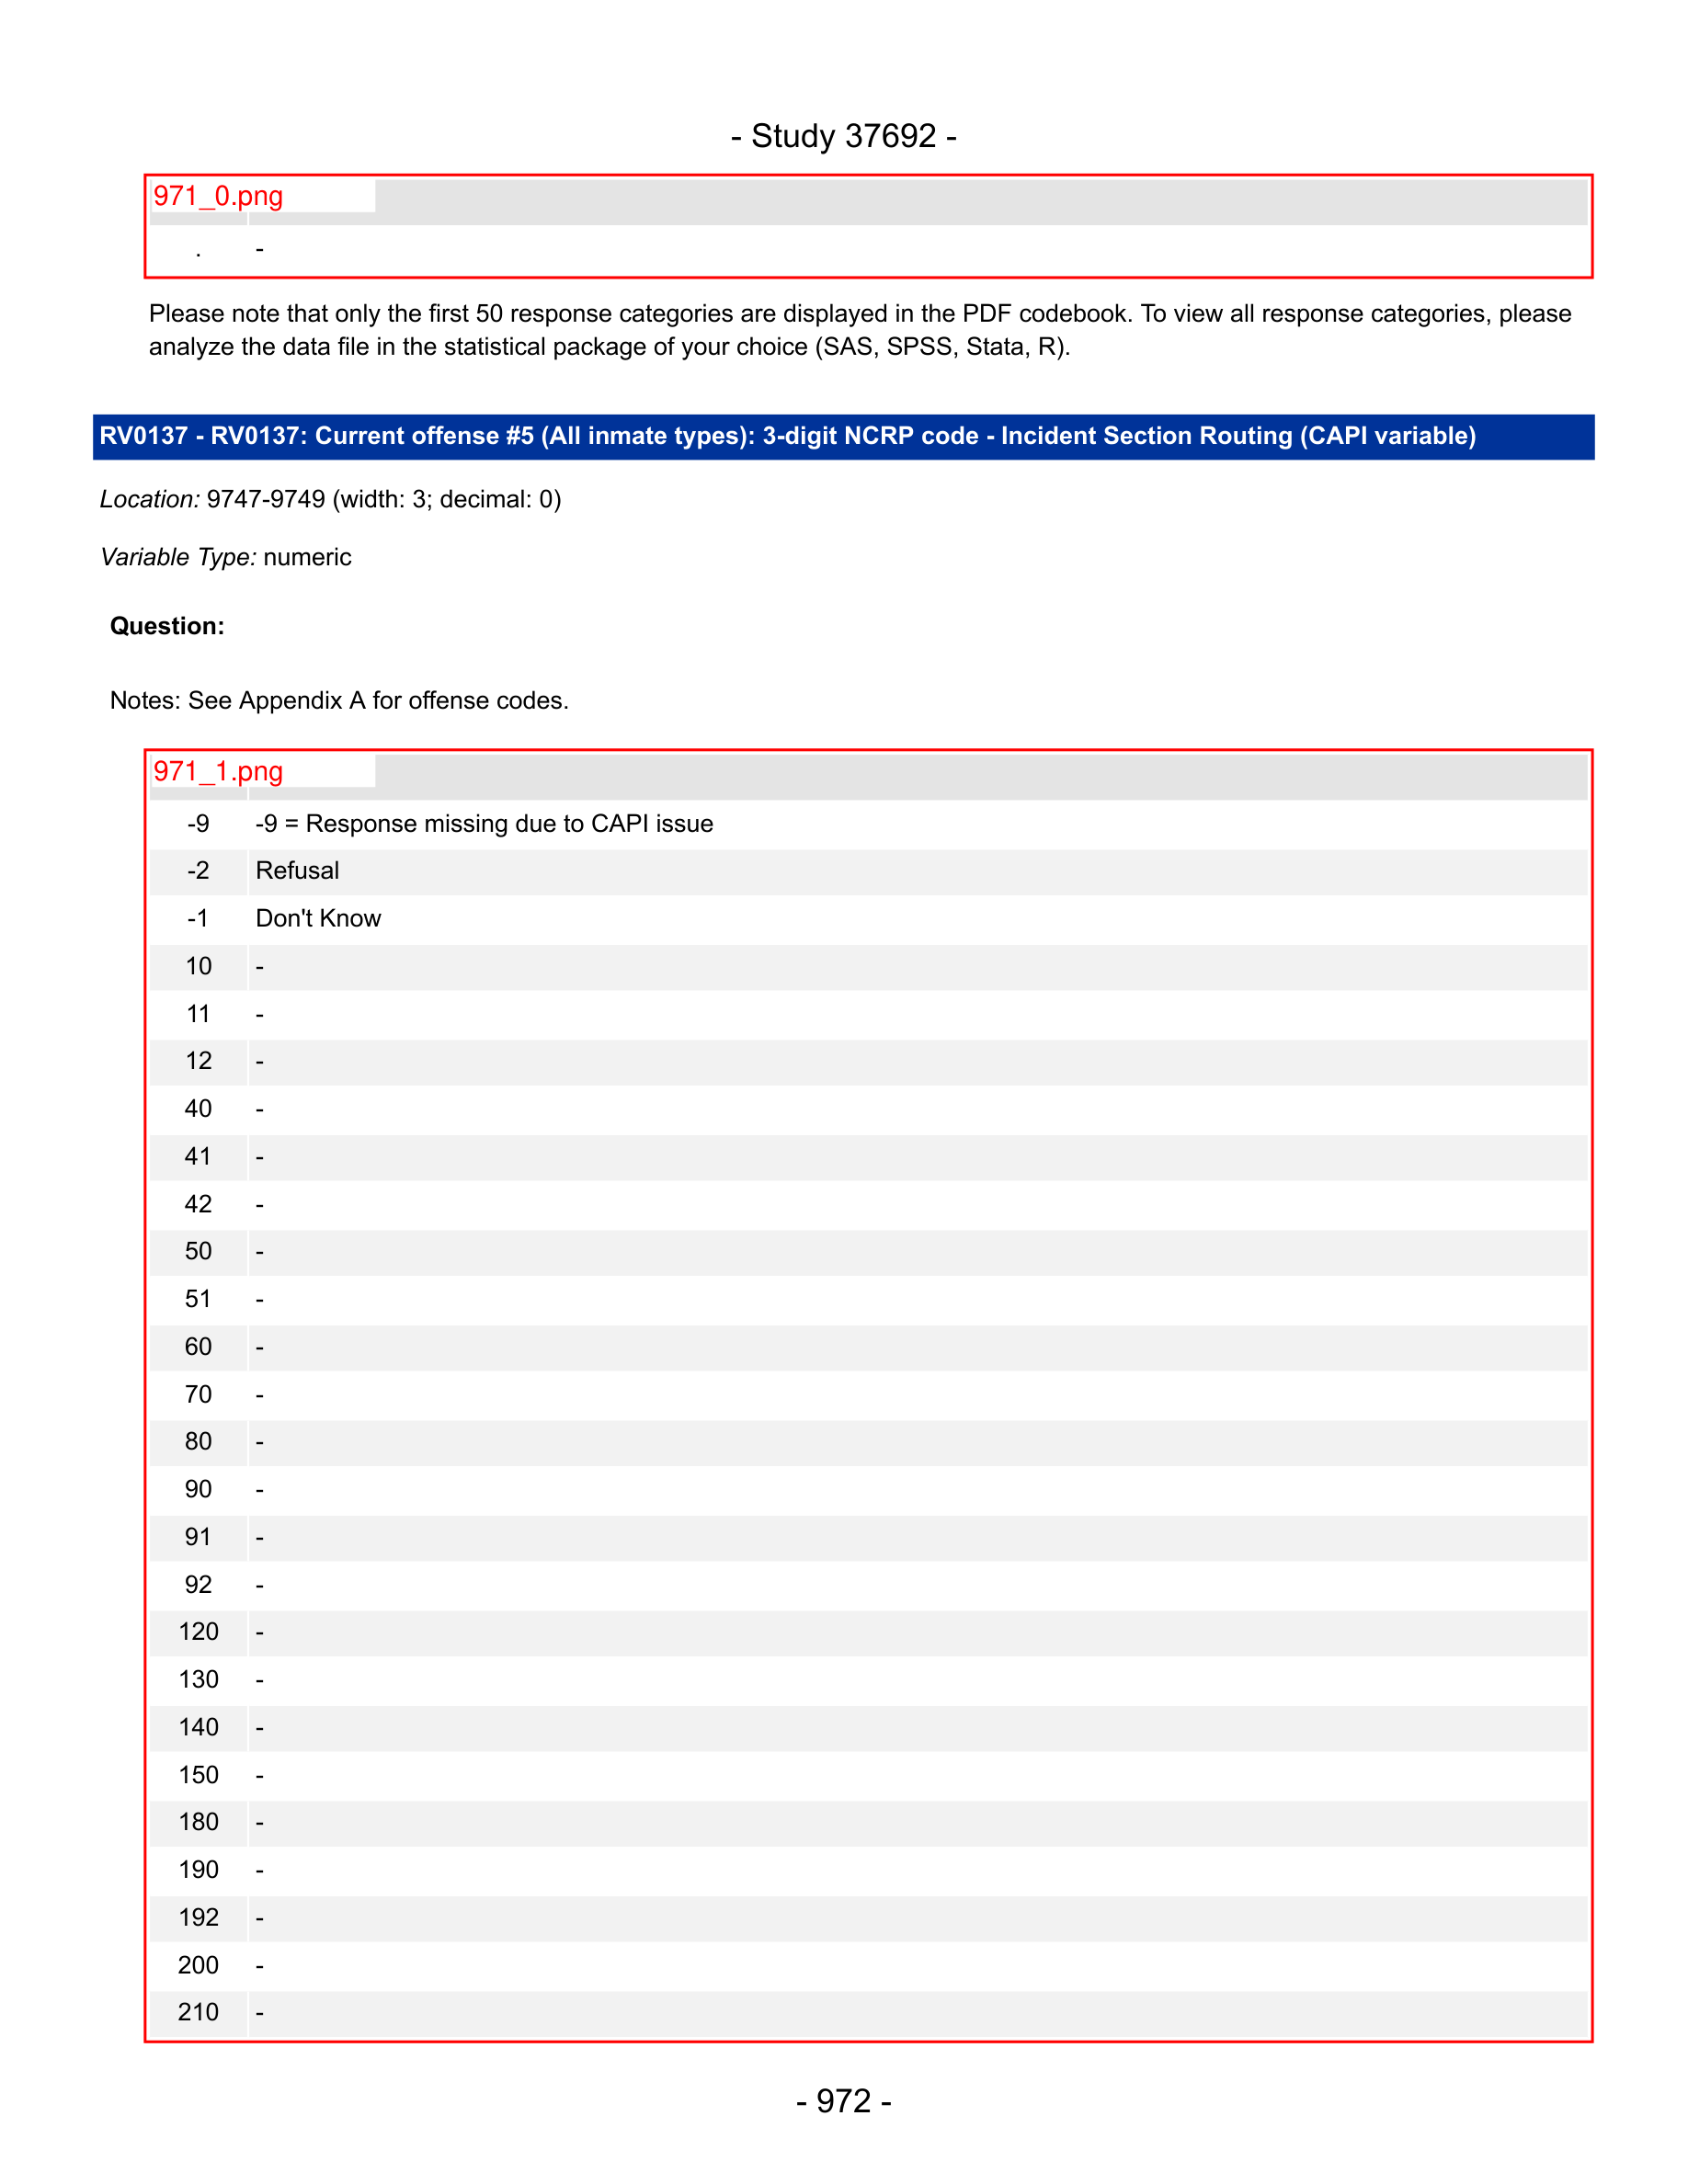 - Study 37692 -
971_0.png
. -
Please note that only the first 50 response categories are displayed in the PDF codebook. To view all response categories, please
analyze the data file in the statistical package of your choice (SAS, SPSS, Stata, R).
RV0137 - RV0137: Current offense #5 (All inmate types): 3-digit NCRP code - Incident Section Routing (CAPI variable)
Location: 9747-9749 (width: 3; decimal: 0)
Variable Type: numeric
Question:
Notes: See Appendix A for offense codes.
971_1.png
-9 -9 = Response missing due to CAPI issue
-2 Refusal
-1 Don't Know
10 -
11 -
12 -
40 -
41 -
42 -
50 -
51 -
60 -
70 -
80 -
90 -
91 -
92 -
120 -
130 -
140 -
150 -
180 -
190 -
192 -
200 -
210 -
- 972 -